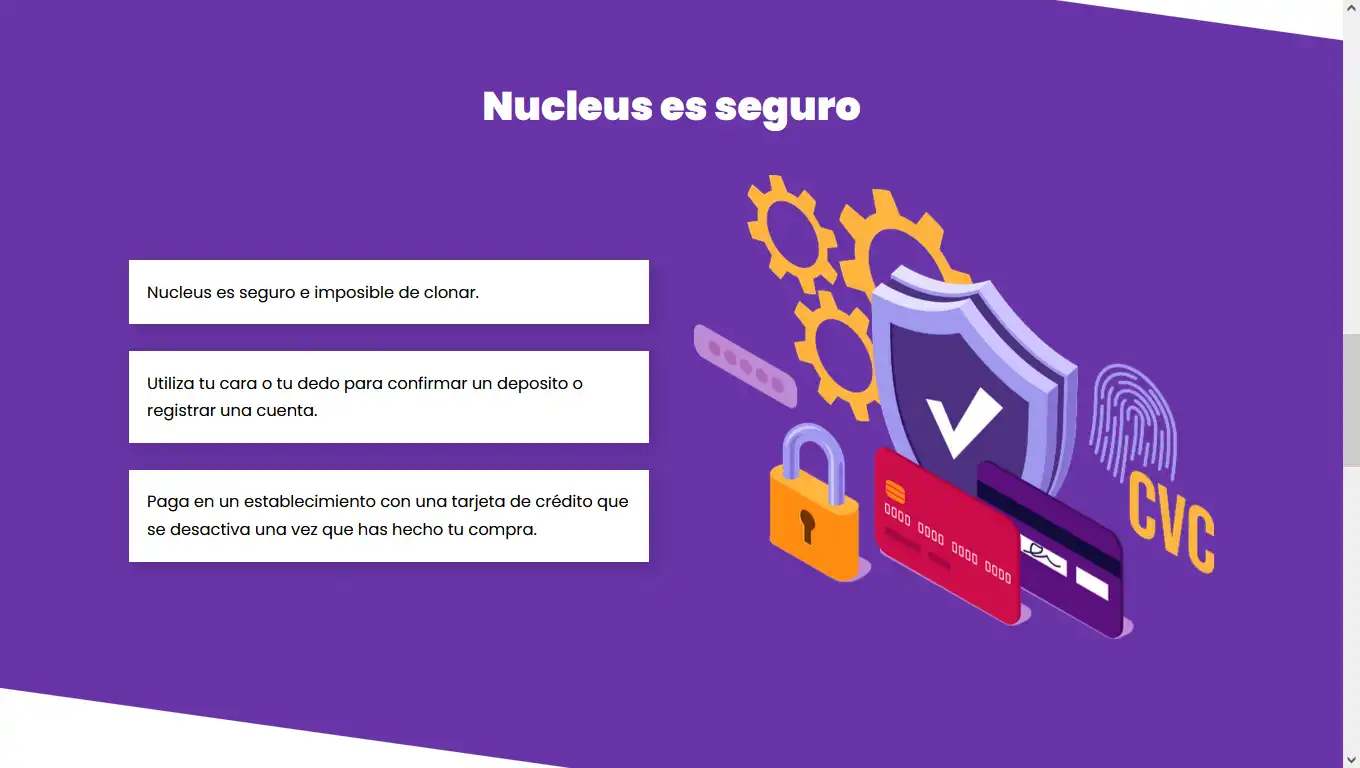 Nucleus es seguro
Nucleus es seguro e imposible de clonar.
Utiliza tu cara o tu dedo para confirmar un deposito o
registrar una cuenta.
Paga en un establecimiento con una tarjeta de crédito que
se desactiva una vez que has hecho tu compra.
0000 0000 0000 0000
CVC